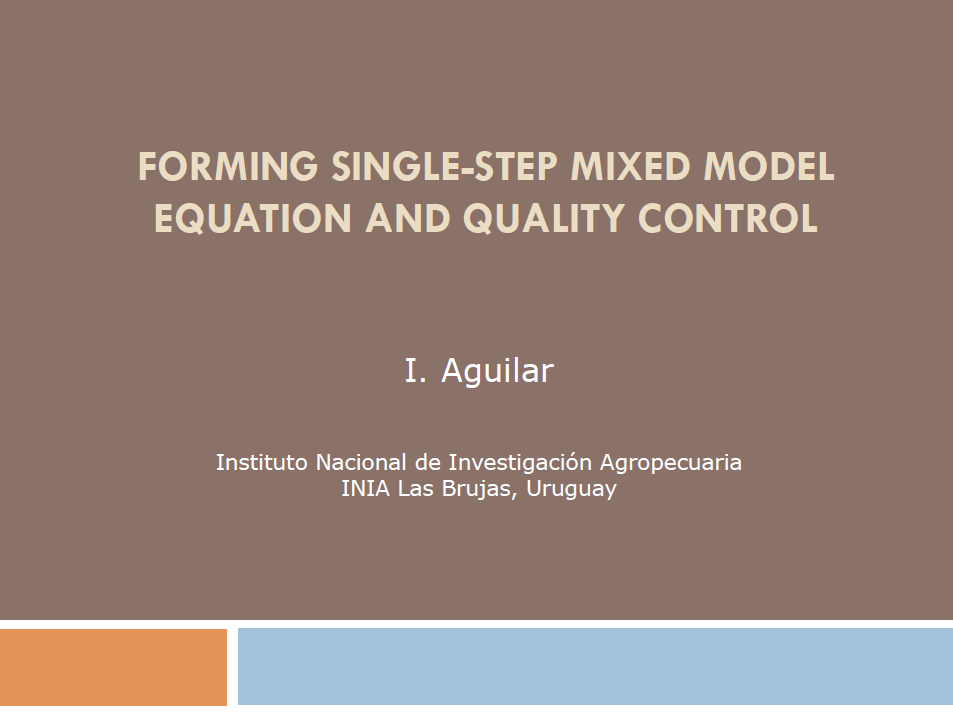 FORMING SINGLE-STEP MIXED MODEL
EQUATION AND QUALITY CONTROL
I. Aguilar
Instituto Nacional de Investigación Agropecuaria
INIA Las Brujas, Uruguay